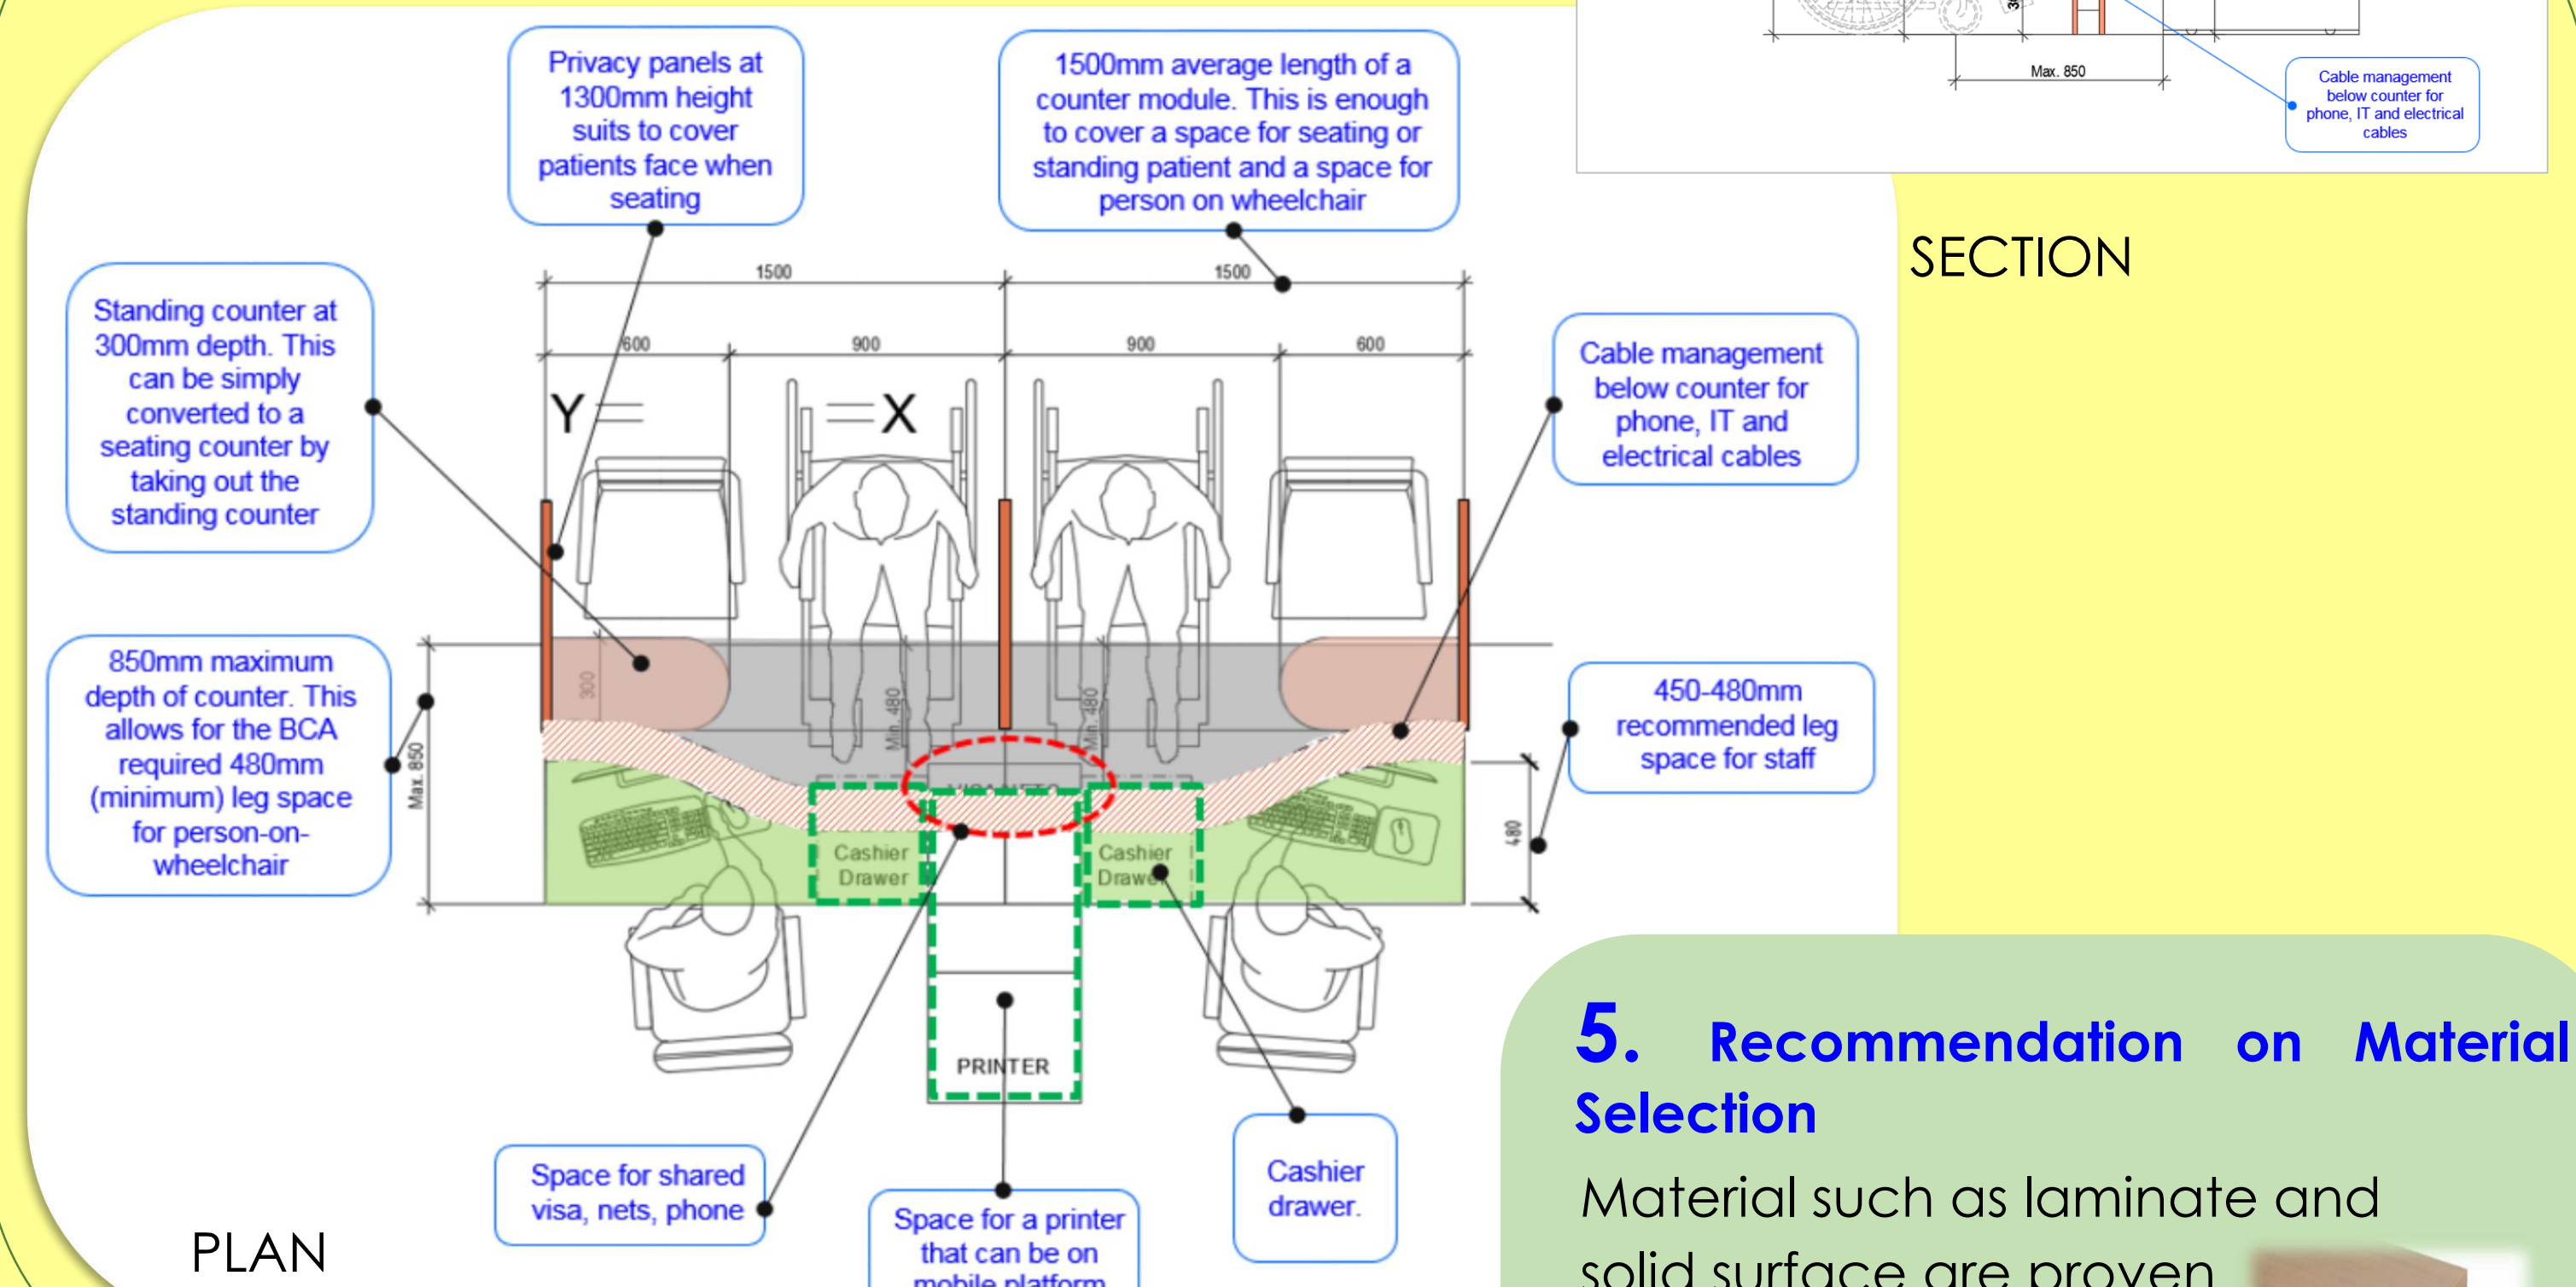 Max. 850
Cable management
below counter for
phone, IT and electrical
cables
SECTION
Privacy panels at
1300mm height
suits to cover
patients face when
seating
1500mm average length of a
counter module. This is enough
to cover a space for seating or
standing patient and a space for
person on wheelchair
Standing counter at
300mm depth. This
can be simply
converted to a
seating counter by
taking out the
standing counter
1500
1500
600
900
900
600
Y
X
Cable management
below counter for
phone, IT and
electrical cables
850mm maximum
depth of counter. This
allows for the BCA
required 480mm
(minimum) leg space
for person-on-
wheelchair
Max. 850
300
Min. 480
Min. 480
450-480mm
recommended leg
space for staff
480
Cashier
Drawer
Cashier
Drawer
PRINTER
Space for shared
visa, nets, phone
Space for a printer
that can be on
mobile platform
Cashier
drawer.
PLAN
5. Recommendation on Material
Selection
Material such as laminate and
solid surface are proven